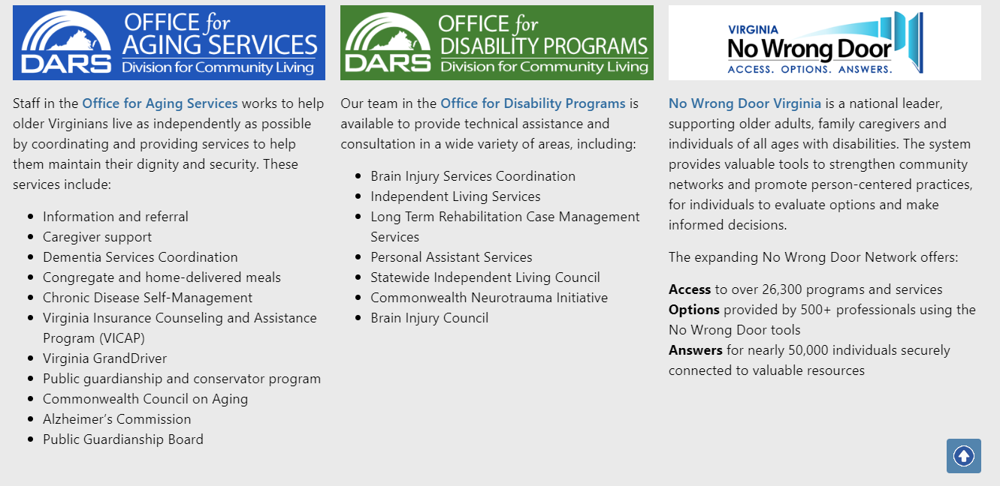 OFFICE for
AGING SERVICES
DARS
Division for Community Living
Staff in the Office for Aging Services works to help
older Virginians live as independently as possible
by coordinating and providing services to help
them maintain their dignity and security. These
services include:
Information and referral
Caregiver support
Dementia Services Coordination
Congregate and home-delivered meals
Chronic Disease Self-Management
Virginia Insurance Counseling and Assistance
Program (VICAP)
Virginia GrandDriver
Public guardianship and conservator program
Commonwealth Council on Aging
Alzheimer’s Commission
Public Guardianship Board
OFFICE for
DISABILITY PROGRAMS
DARS
Division for Community Living
Our team in the Office for Disability Programs is
available to provide technical assistance and
consultation in a wide variety of areas, including:
Brain Injury Services Coordination
Independent Living Services
Long Term Rehabilitation Case Management
Services
Personal Assistant Services
Statewide Independent Living Council
Commonwealth Neurotrauma Initiative
Brain Injury Council
VIRGINIA
No Wrong Door
ACCESS. OPTIONS. ANSWERS.
No Wrong Door Virginia is a national leader,
supporting older adults, family caregivers and
individuals of all ages with disabilities. The system
provides valuable tools to strengthen community
networks and promote person-centered practices,
for individuals to evaluate options and make
informed decisions.
The expanding No Wrong Door Network offers:
Access to over 26,300 programs and services
Options provided by 500+ professionals using the
No Wrong Door tools
Answers for nearly 50,000 individuals securely
connected to valuable resources